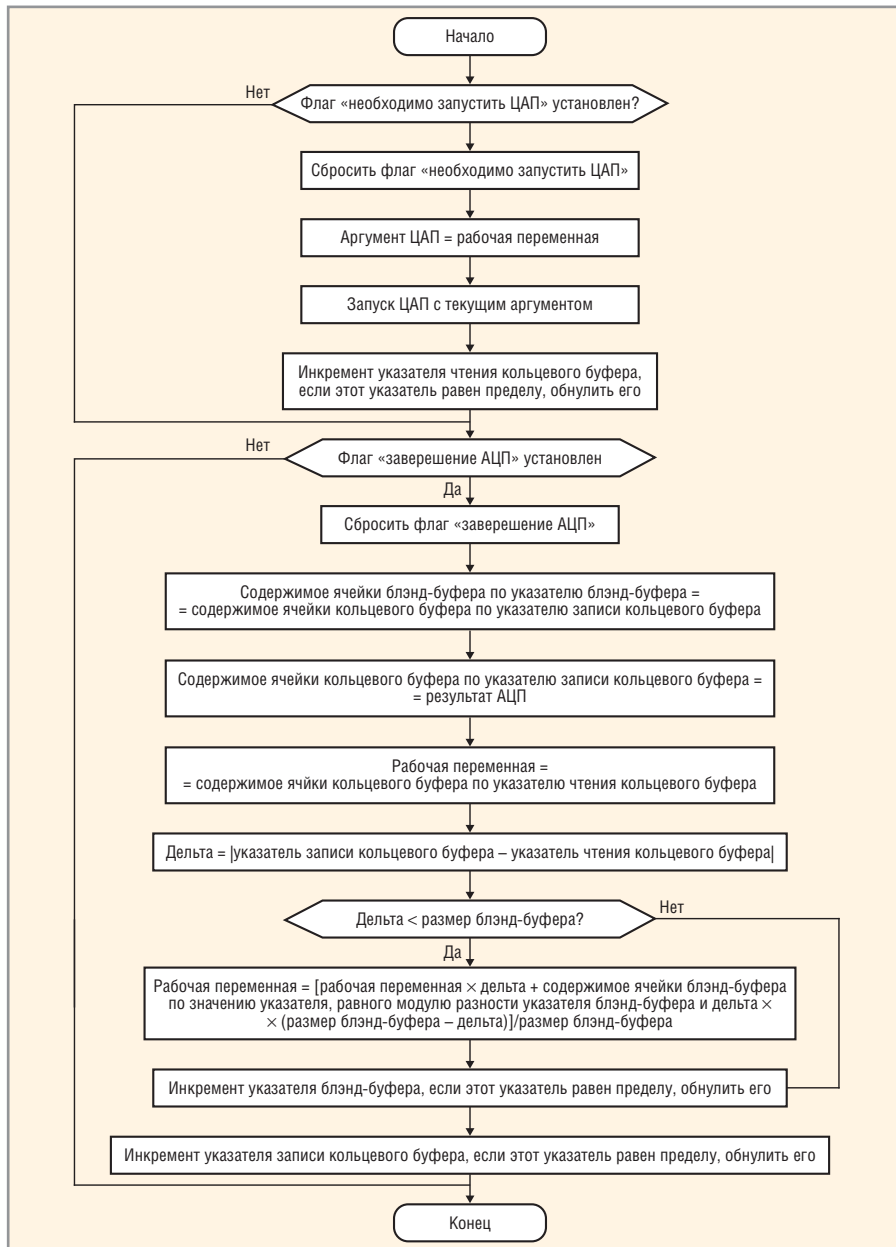 Начало
Нет
Флаг «необходимо запустить ЦАП» установлен?
Сбросить флаг «необходимо запустить ЦАП»
Аргумент ЦАП = рабочая переменная
Запуск ЦАП с текущим аргументом
Инкремент указателя чтения кольцевого буфера,
если этот указатель равен пределу, обнулить его
Нет
Флаг «заверешение АЦП» установлен
Да
Сбросить флаг «заверешение АЦП»
Содержимое ячейки блэнд-буфера по указателю блэнд-буфера =
= содержимое ячейки кольцевого буфера по указателю записи кольцевого буфера
Содержимое ячейки кольцевого буфера по указателю записи кольцевого буфера =
= результат АЦП
Рабочая переменная =
= содержимое ячйки кольцевого буфера по указателю чтения кольцевого буфера
Дельта = |указатель записи кольцевого буфера – указатель чтения кольцевого буфера|
Дельта < размер блэнд-буфера?
Нет
Да
Рабочая переменная = [рабочая переменная × дельта + содержимое ячейки блэнд-буфера
по значению указателя, равного модулю разности указателя блэнд-буфера и дельта ×
× (размер блэнд-буфера – дельта)]/размер блэнд-буфера
Инкремент указателя блэнд-буфера, если этот указатель равен пределу, обнулить его
Инкремент указателя записи кольцевого буфера, если этот указатель равен пределу, обнулить его
Конец